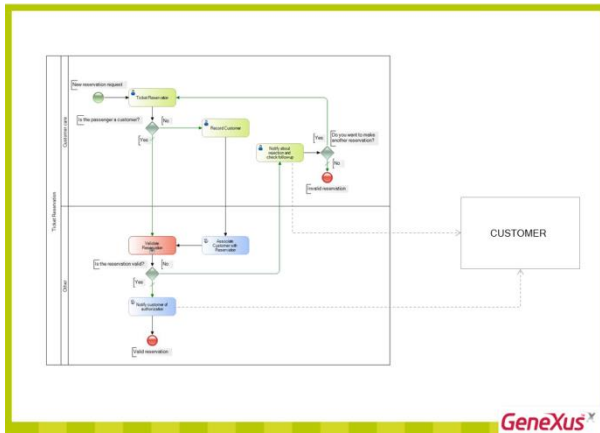 New reservation request
Ticket Reservation
Is the passenger a customer?
No
Yes
Record Customer
Notify about
rejection and
check followup
Yes
Do you want to make
another reservation?
No
Invalid reservation
Customer care
Ticket Reservation
CUSTOMER
Validate
Reservation
Associate
Customer with
Reservation
Is the reservation valid?
No
Yes
Other
Notify customer of
authorization
Valid reservation
GeneXus